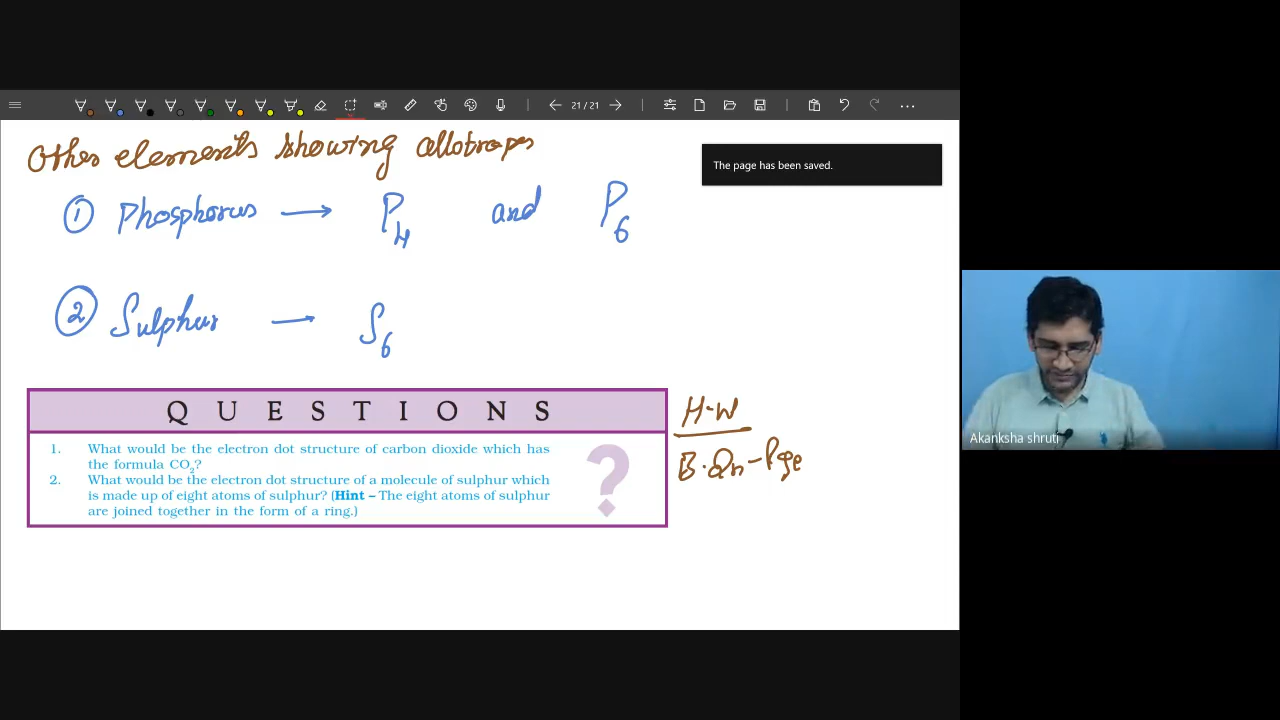 21 / 21
Other elements showing allotropes
The page has been saved.
① Phosphorus → P4 and P6
② Sulphur → S6
QUESTIONS
1. What would be the electron dot structure of carbon dioxide which has
the formula CO2?
2. What would be the electron dot structure of a molecule of sulphur which
is made up of eight atoms of sulphur? (Hint – The eight atoms of sulphur
are joined together in the form of a ring.)
?
H·W
B·Qn - Pge
Akanksha shruti